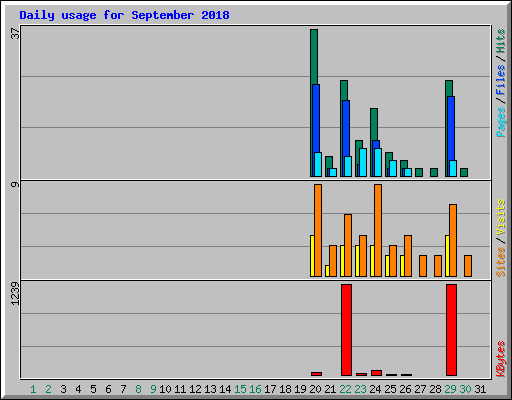 Daily usage for September 2018
37
9
1239
Pages / Files / Hits
Sites / Visits
KBytes
1 2 3 4 5 6 7 8 9 10 11 12 13 14 15 16 17 18 19 20 21 22 23 24 25 26 27 28 29 30 31